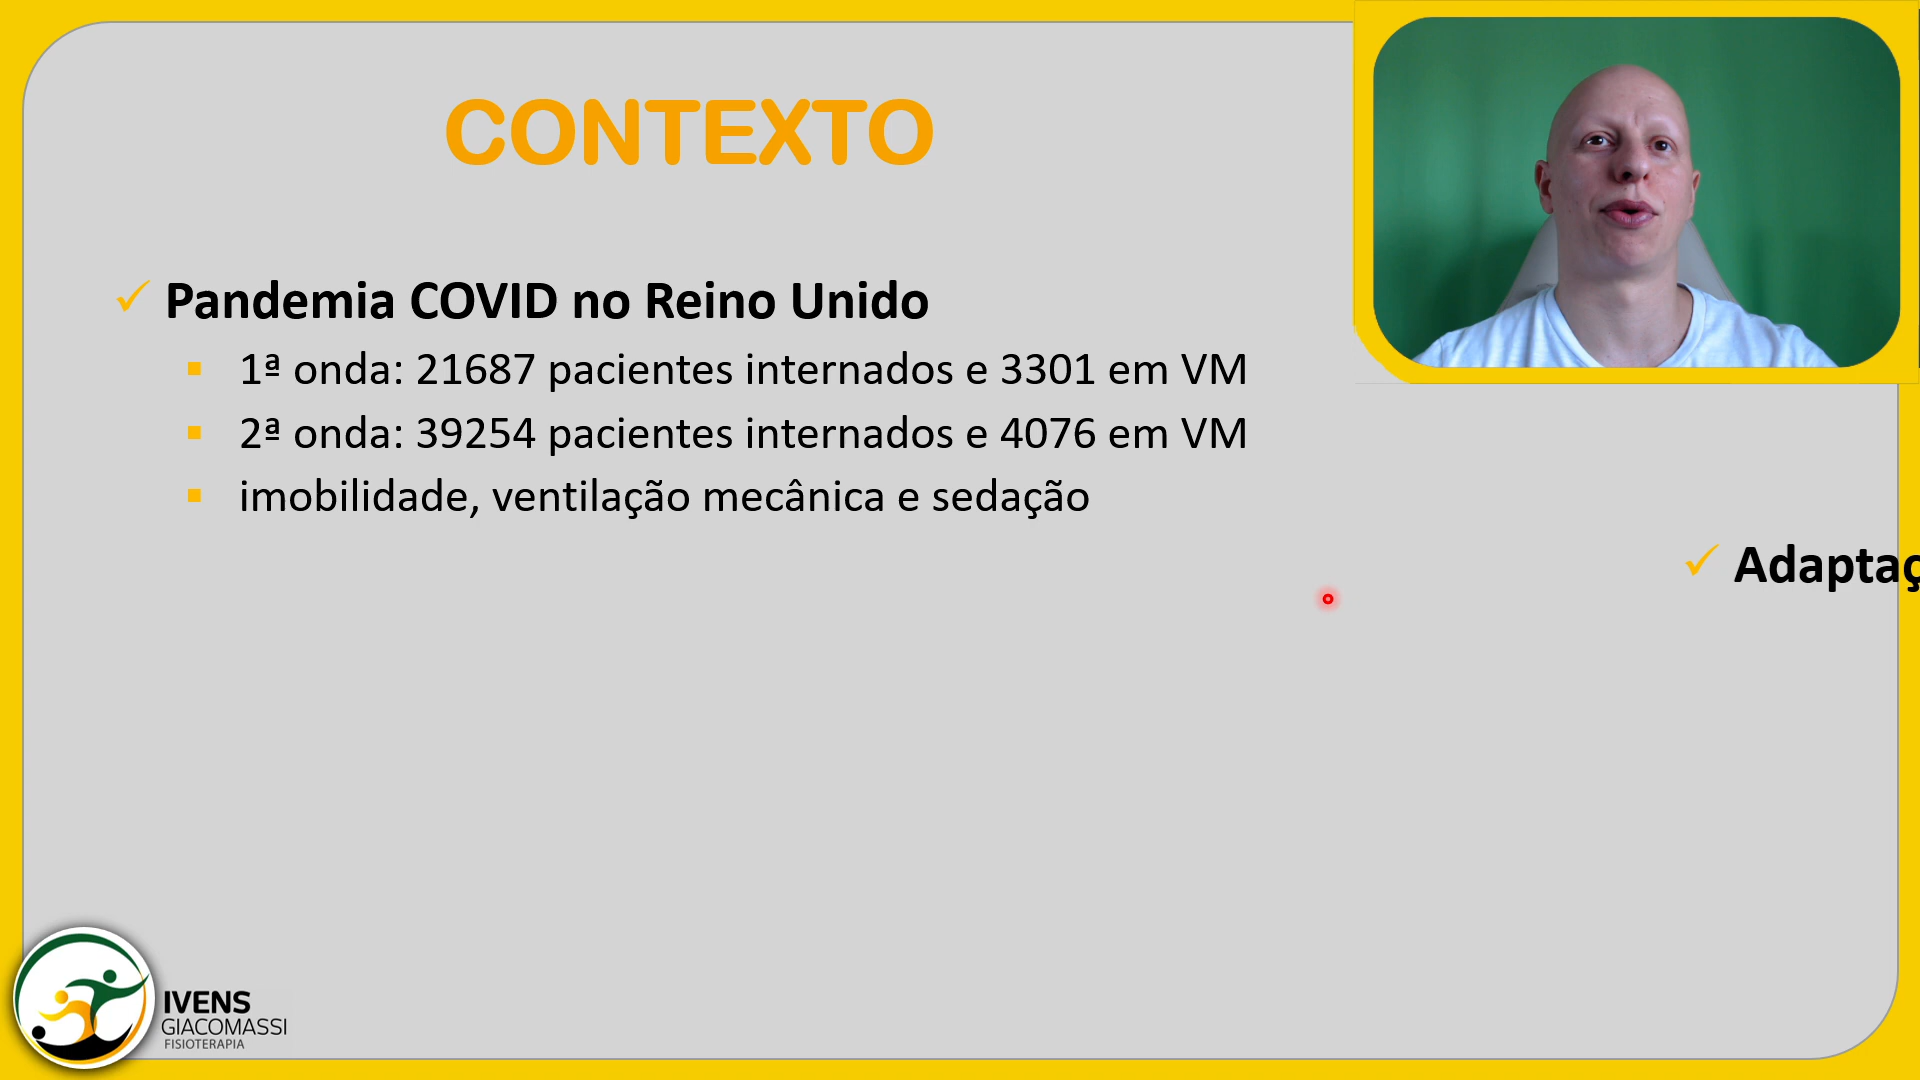 CONTEXTO
Pandemia COVID no Reino Unido
1ª onda: 21687 pacientes internados e 3301 em VM
2ª onda: 39254 pacientes internados e 4076 em VM
imobilidade, ventilação mecânica e sedação
Adaptaç
IVENS
GIACOMASSI
FISIOTERAPIA